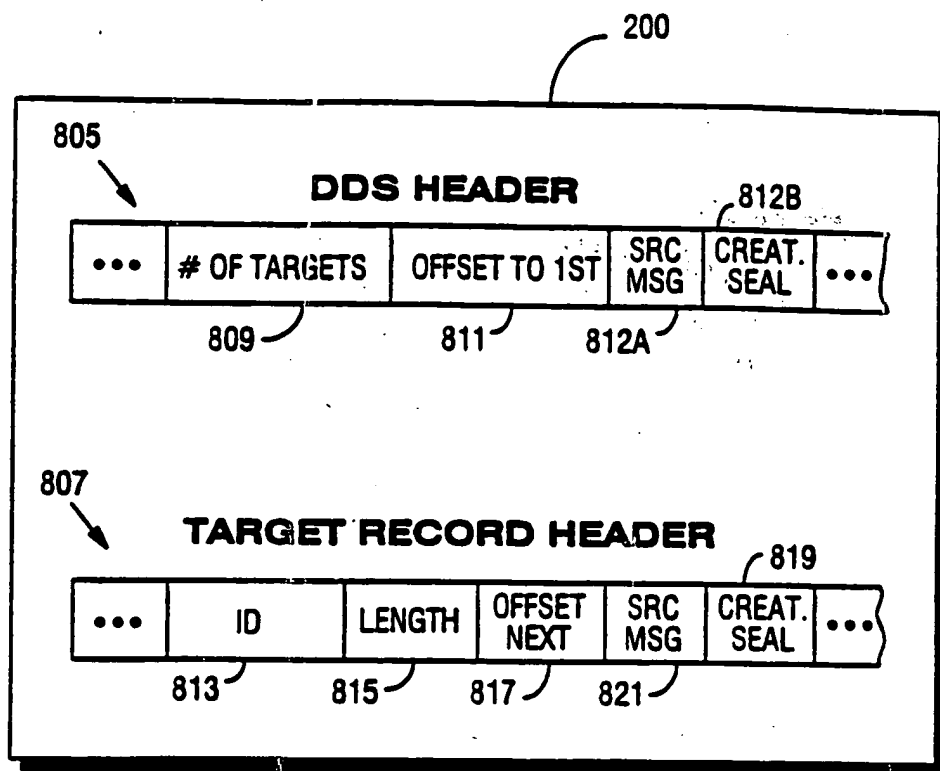 200
805
DDS HEADER
812B
••• # OF TARGETS OFFSET TO 1ST SRC MSG CREAT. SEAL •••
809 811 812A
807
TARGET RECORD HEADER
819
••• ID LENGTH OFFSET NEXT SRC MSG CREAT. SEAL •••
813 815 817 821